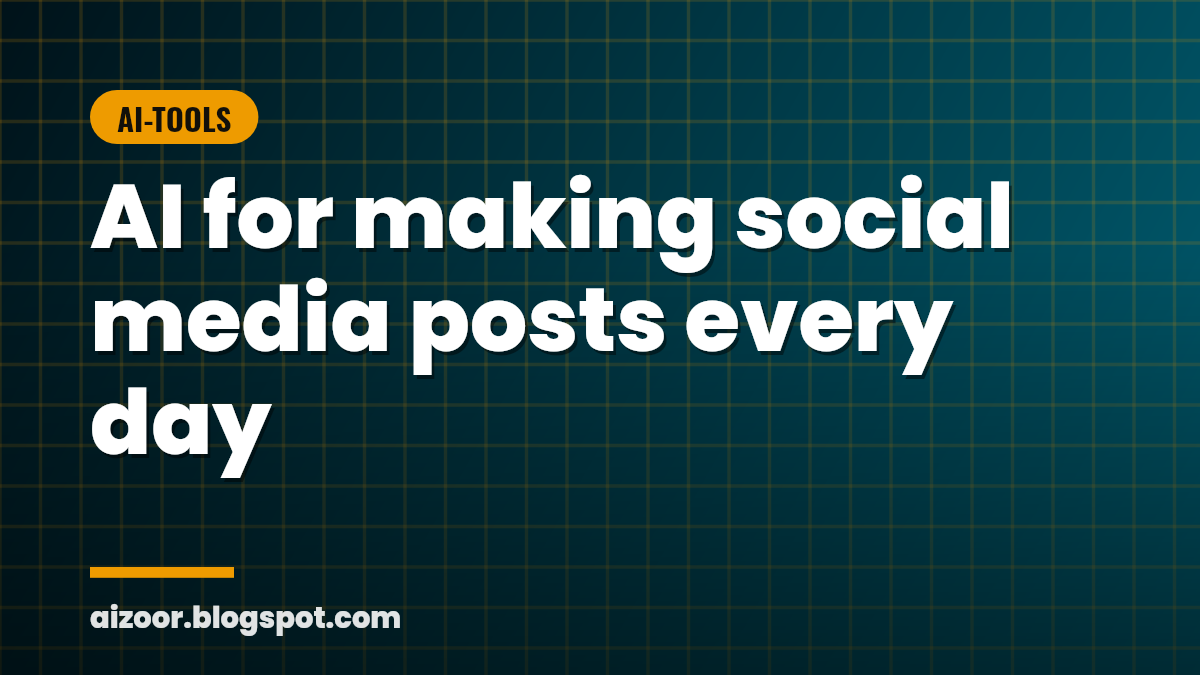 AI-TOOLS
AI for making social
media posts every
day
aizoor.blogspot.com